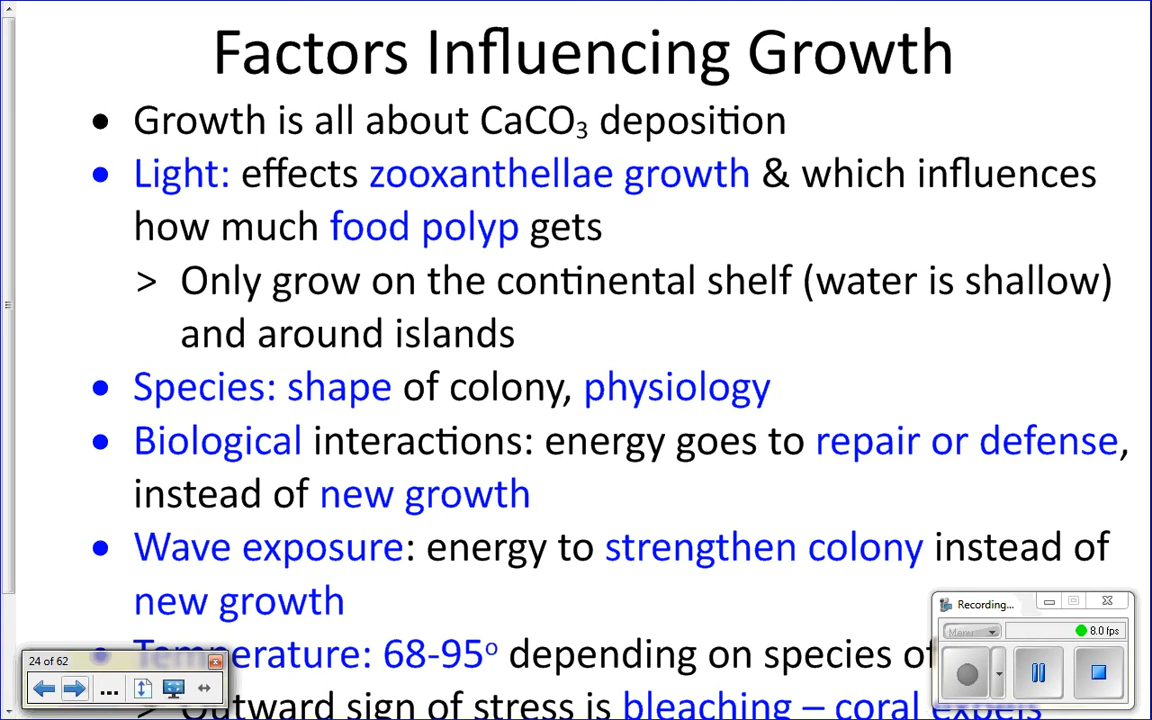 Factors Influencing Growth
• Growth is all about CaCO₃ deposition
• Light: effects zooxanthellae growth & which influences
how much food polyp gets
> Only grow on the continental shelf (water is shallow)
and around islands
• Species: shape of colony, physiology
• Biological interactions: energy goes to repair or defense,
instead of new growth
• Wave exposure: energy to strengthen colony instead of
new growth
• Temperature: 68-95° depending on species of
> Outward sign of stress is bleaching – coral expels
24 of 62
...
Recording...
Menu
8.0 fps